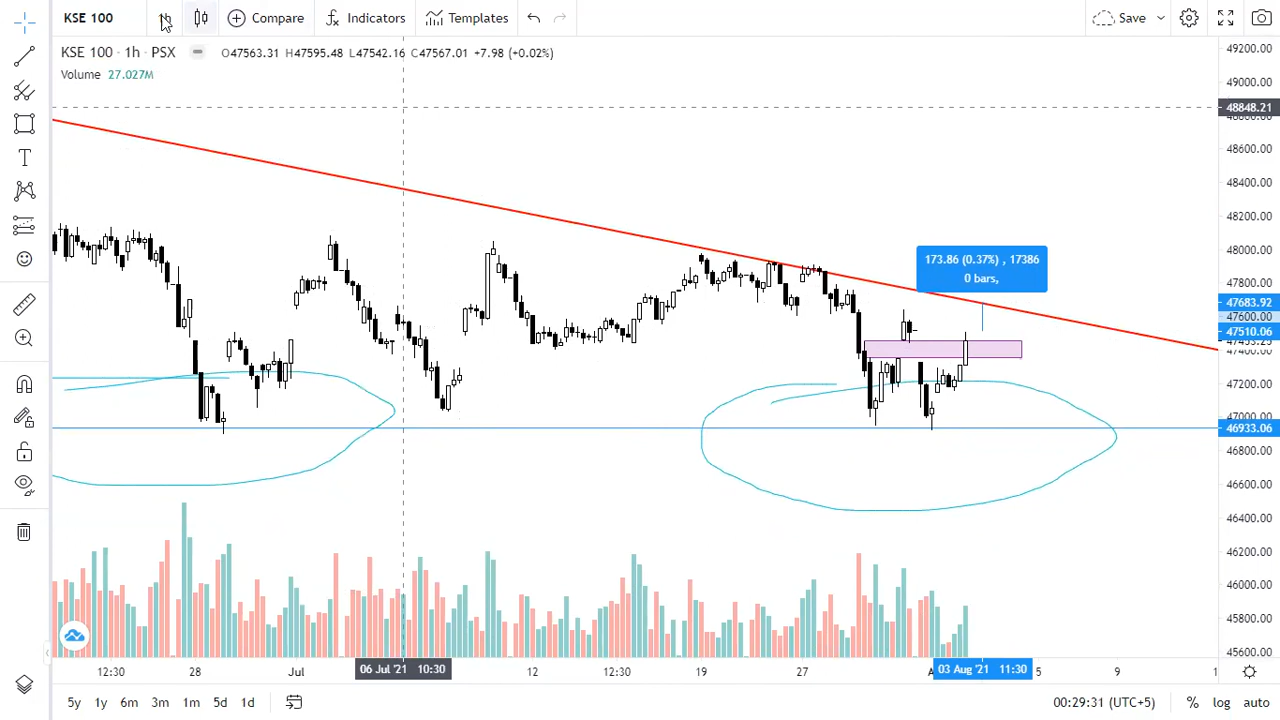 KSE 100
Compare
Indicators
Templates
Save
KSE 100 · 1h · PSX
O47563.31 H47595.48 L47542.16 C47567.01 +7.98 (+0.02%)
Volume 27.027M
49200.00
49000.00
48848.21
48600.00
48400.00
48200.00
48000.00
47800.00
47683.92
47600.00
47510.06
47400.00
47200.00
47000.00
46933.06
46800.00
46600.00
46400.00
46200.00
46000.00
45800.00
45600.00
173.86 (0.37%) , 17386
0 bars,
12:30
28
Jul
06 Jul '21 10:30
12
12:30
19
27
03 Aug '21 11:30
5
9
5y
1y
6m
3m
1m
5d
1d
00:29:31 (UTC+5)
%
log
auto